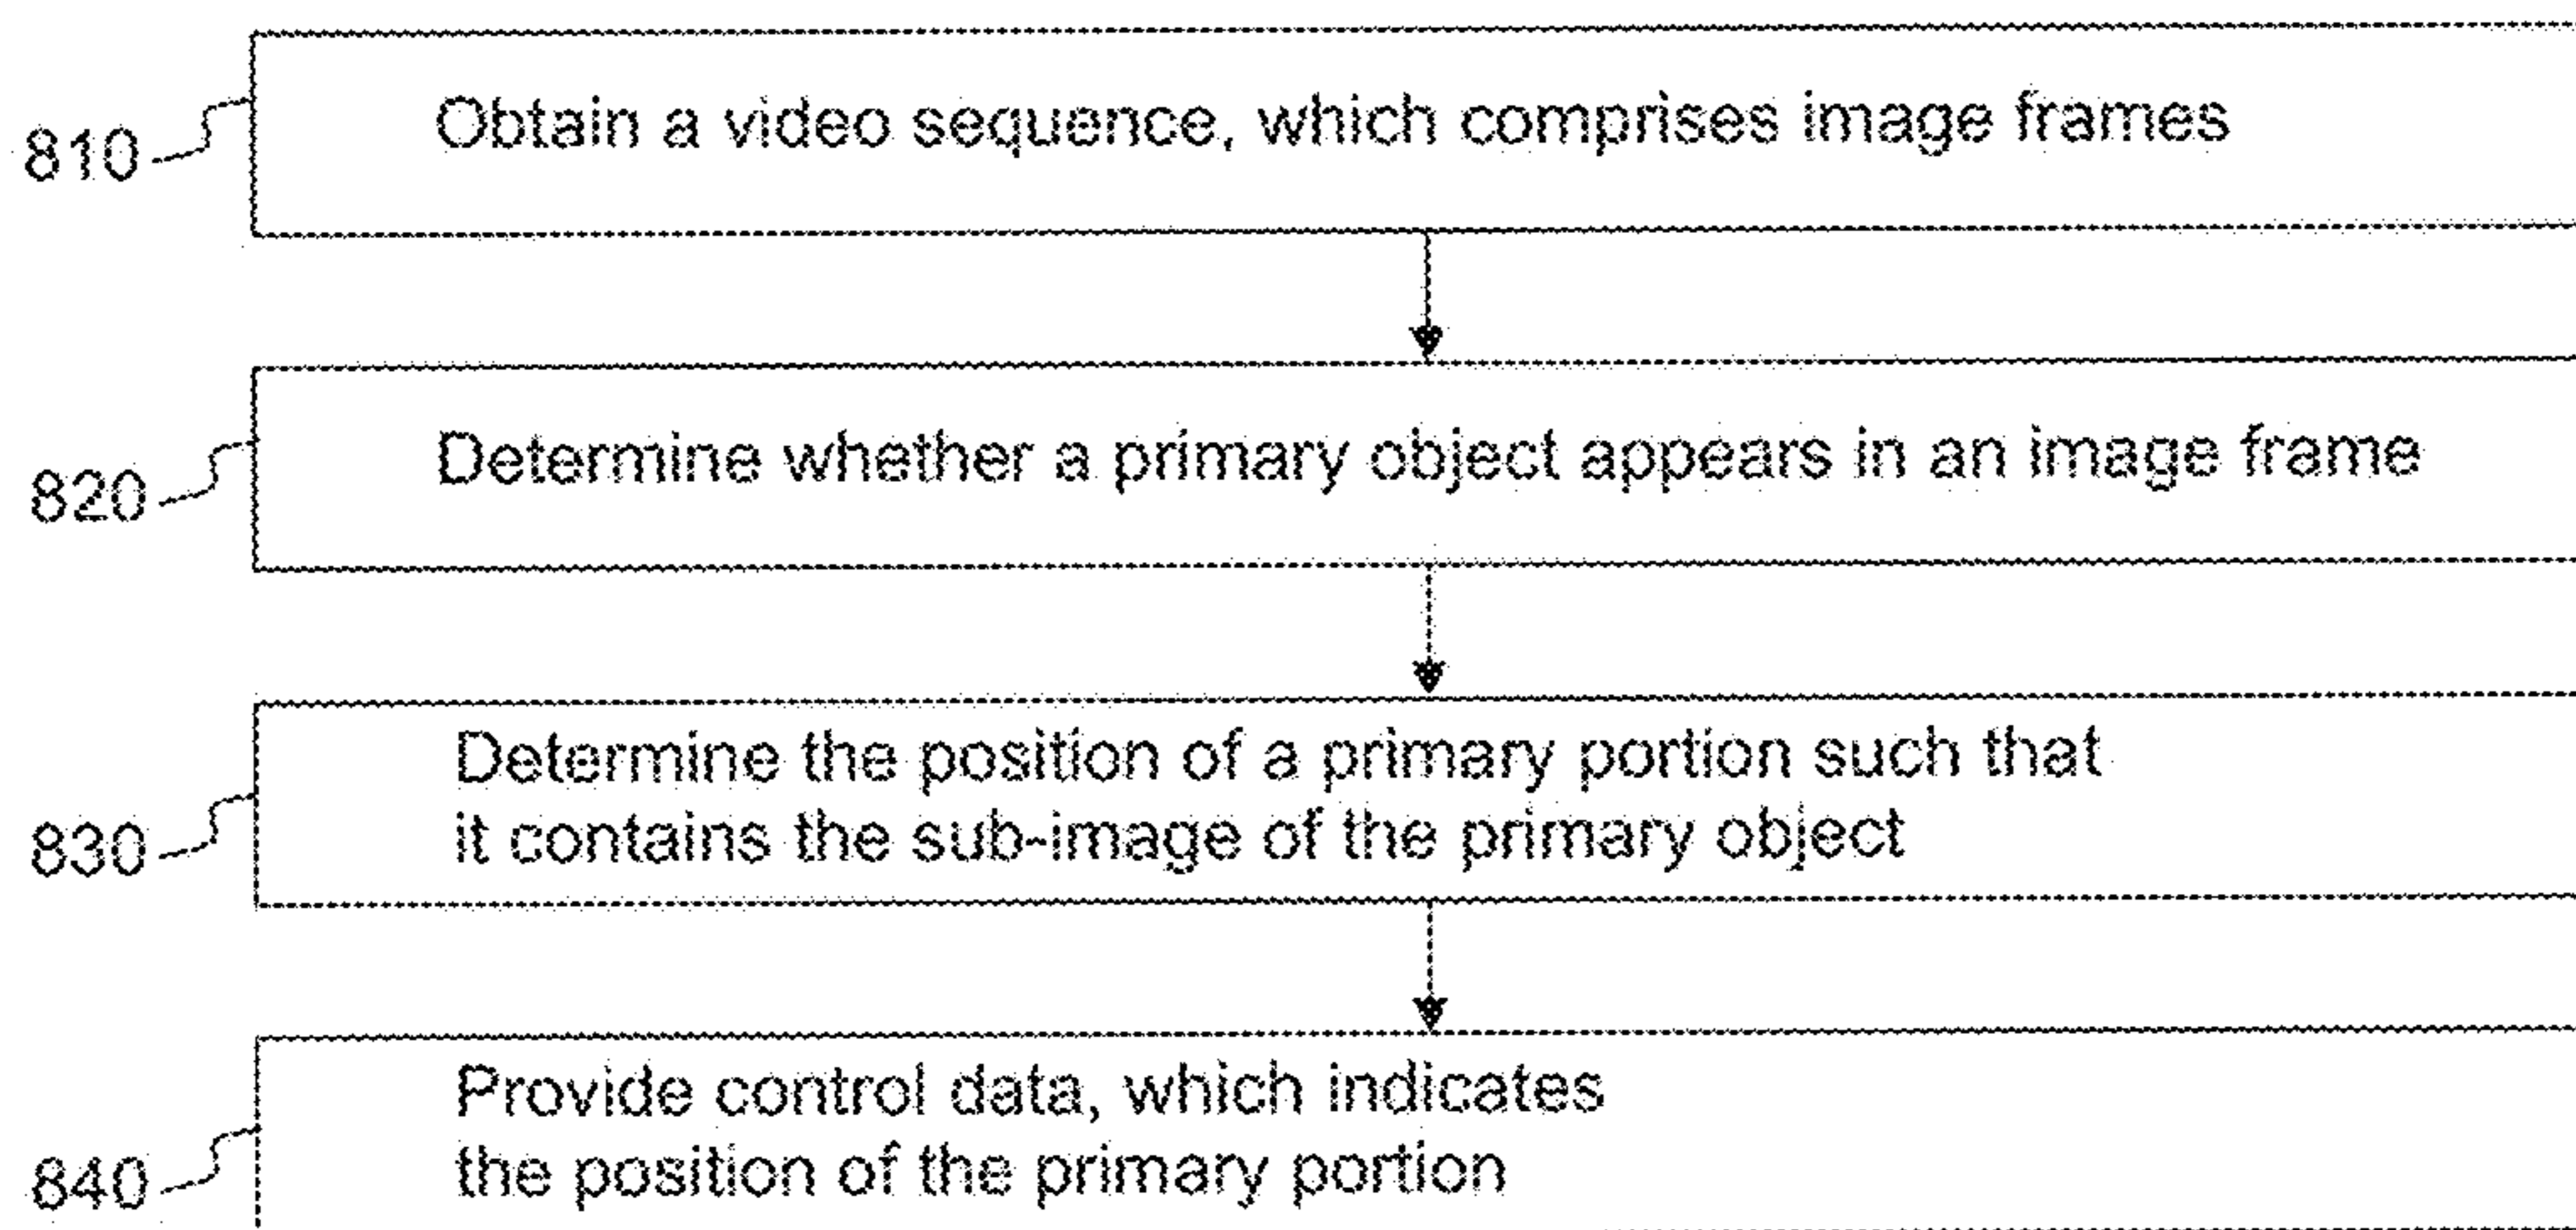 810 Obtain a video sequence, which comprises image frames
820 Determine whether a primary object appears in an image frame
830 Determine the position of a primary portion such that
it contains the sub-image of the primary object
840 Provide control data, which indicates
the position of the primary portion